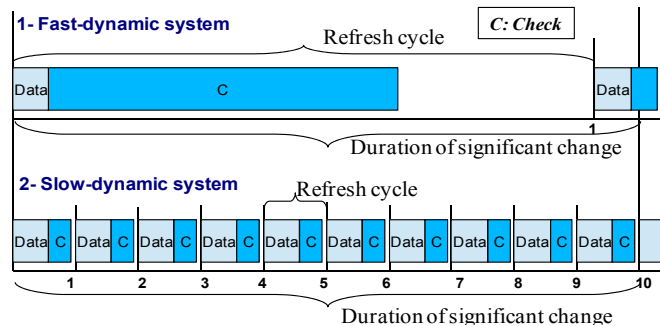 1- Fast-dynamic system
C: Check
Refresh cycle
Data C Data
1
Duration of significant change
2- Slow-dynamic system
Refresh cycle
Data C Data C Data C Data C Data C Data C Data C Data C Data C Data C
1 2 3 4 5 6 7 8 9 10
Duration of significant change